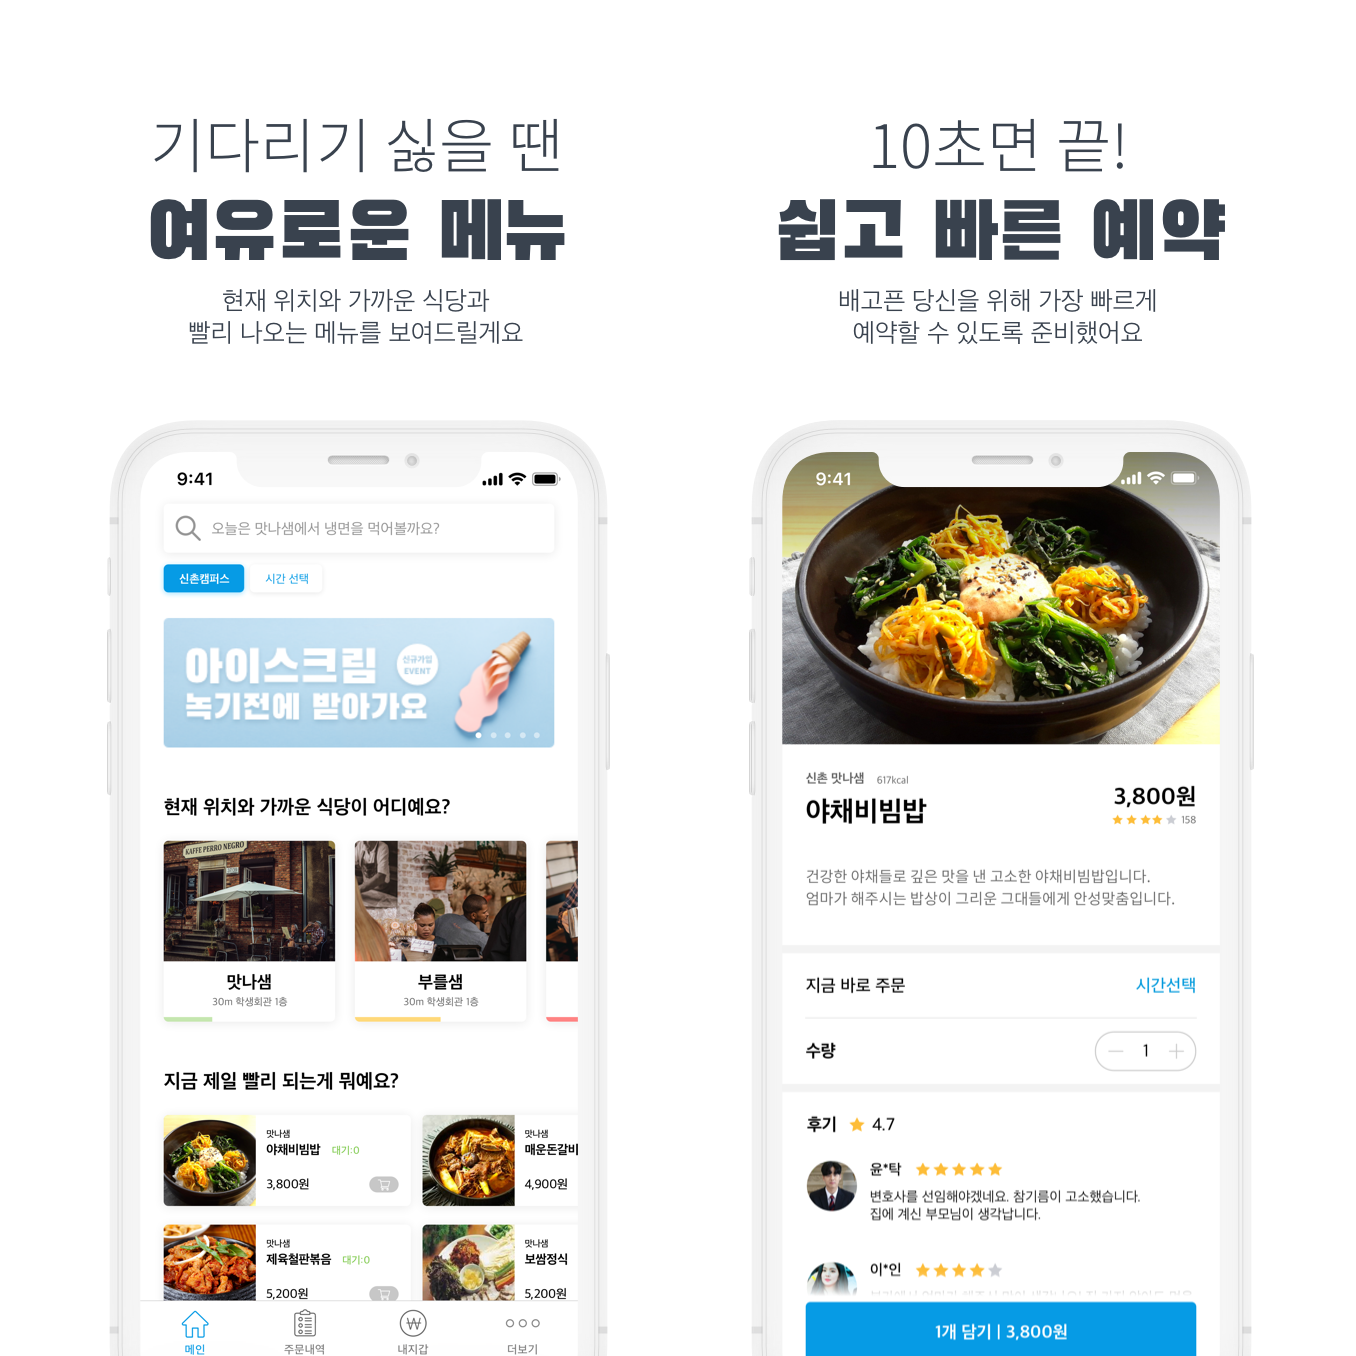 기다리기 싫을 땐
여유로운 메뉴
현재 위치와 가까운 식당과
빨리 나오는 메뉴를 보여드릴게요
9:41
오늘은 맛나샘에서 냉면을 먹어볼까요?
신촌캠퍼스
시간 선택
아이스크림
신규가입
EVENT
녹기전에 받아가요
현재 위치와 가까운 식당이 어디예요?
KAFFE PERRO NEGRO
맛나샘
30m 학생회관 1층
부를샘
30m 학생회관 1층
지금 제일 빨리 되는게 뭐예요?
맛나샘
야채비빔밥 대기:0
3,800원
맛나샘
매운돈갈비
4,900원
맛나샘
제육철판볶음 대기:0
5,200원
맛나샘
보쌈정식
5,200원
메인
주문내역
내지갑
더보기
10초면 끝!
쉽고 빠른 예약
배고픈 당신을 위해 가장 빠르게
예약할 수 있도록 준비했어요
9:41
신촌 맛나샘 617kcal
야채비빔밥
3,800원
158
건강한 야채들로 깊은 맛을 낸 고소한 야채비빔밥입니다.
엄마가 해주시는 밥상이 그리운 그대들에게 안성맞춤입니다.
지금 바로 주문
시간선택
수량
1
후기 4.7
윤*탁
변호사를 선임해야겠네요. 참기름이 고소했습니다.
집에 계신 부모님이 생각납니다.
이*인
1개 담기 | 3,800원